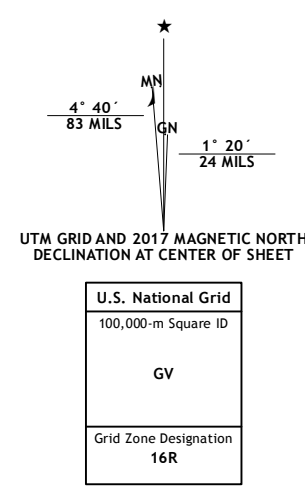 ★
MN
4° 40´
83 MILS
GN
1° 20´
24 MILS
UTM GRID AND 2017 MAGNETIC NORTH
DECLINATION AT CENTER OF SHEET
U.S. National Grid
100,000-m Square ID
GV
Grid Zone Designation
16R